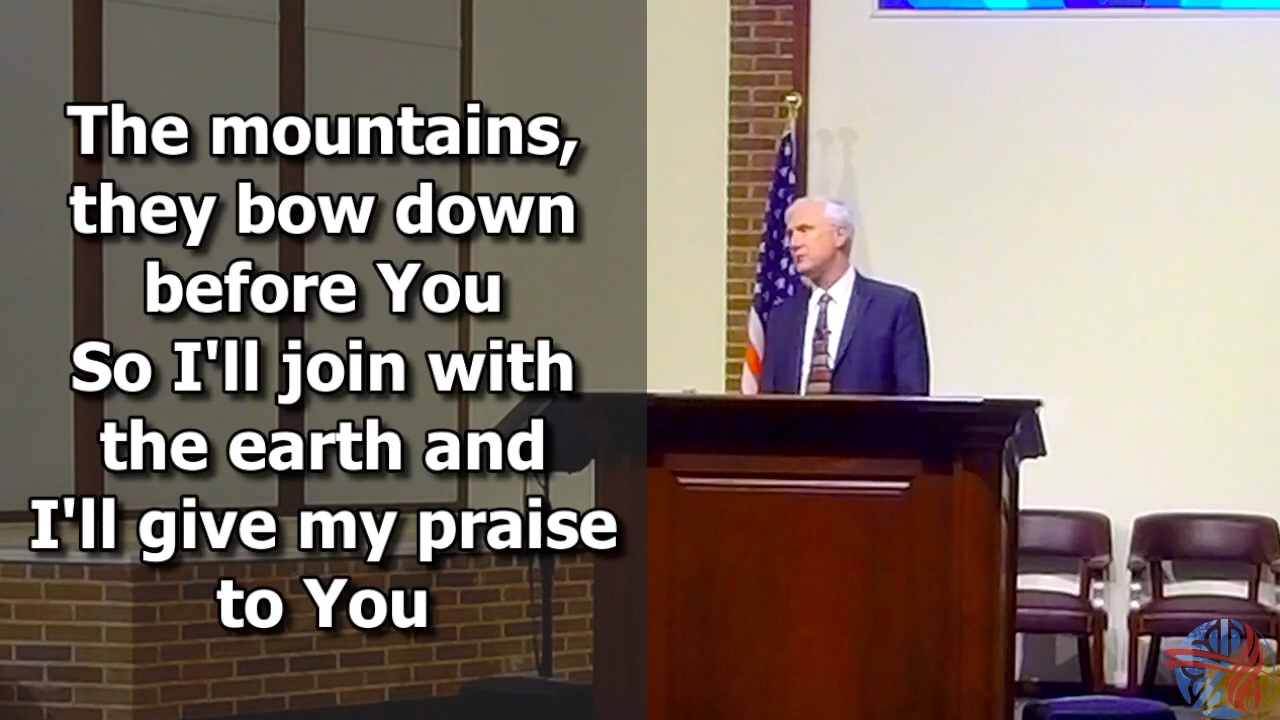 The mountains,
they bow down
before You
So I'll join with
the earth and
I'll give my praise
to You